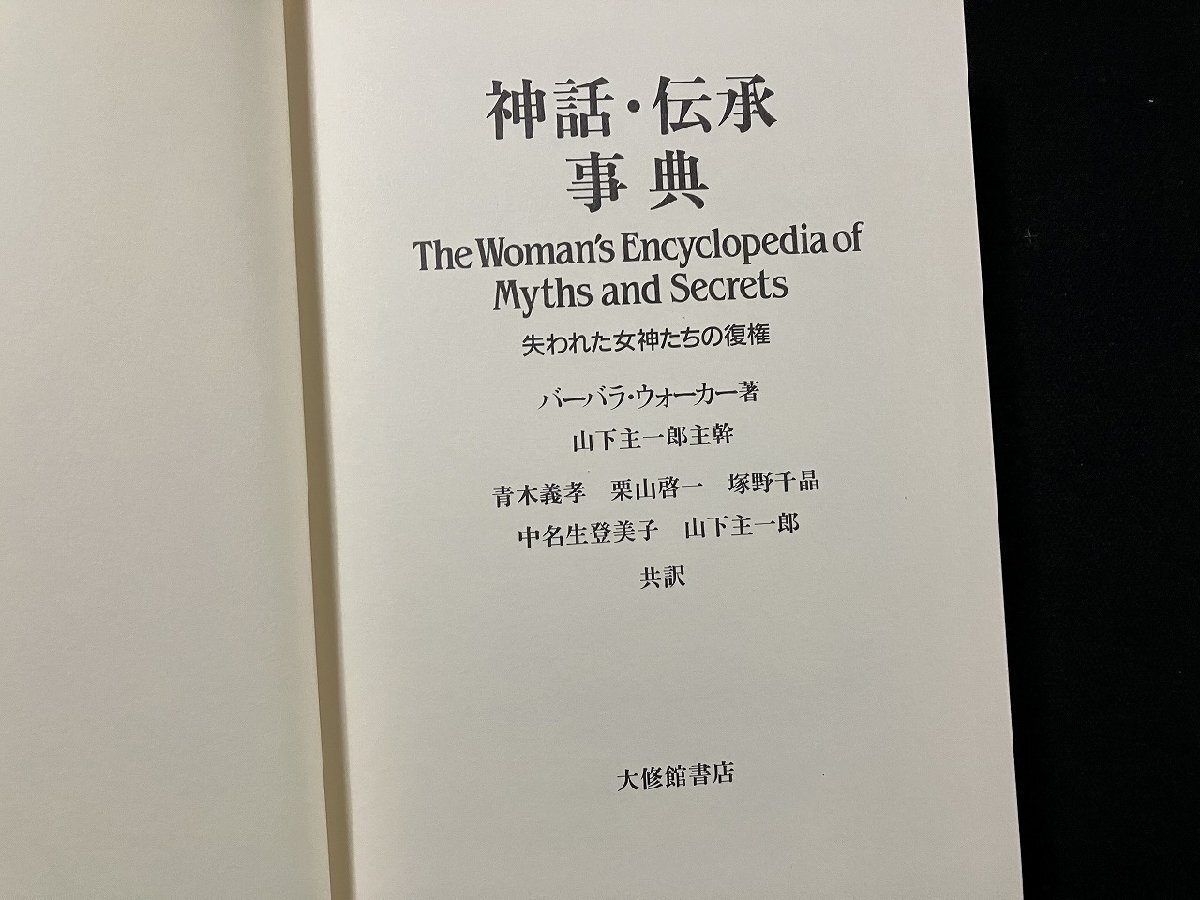 神話・伝承
事典
The Woman's Encyclopedia of
Myths and Secrets
失われた女神たちの復権
バーバラ・ウォーカー著
山下主一郎主幹
青木義孝 栗山啓一 塚野千晶
中名生登美子 山下主一郎
共訳
大修館書店